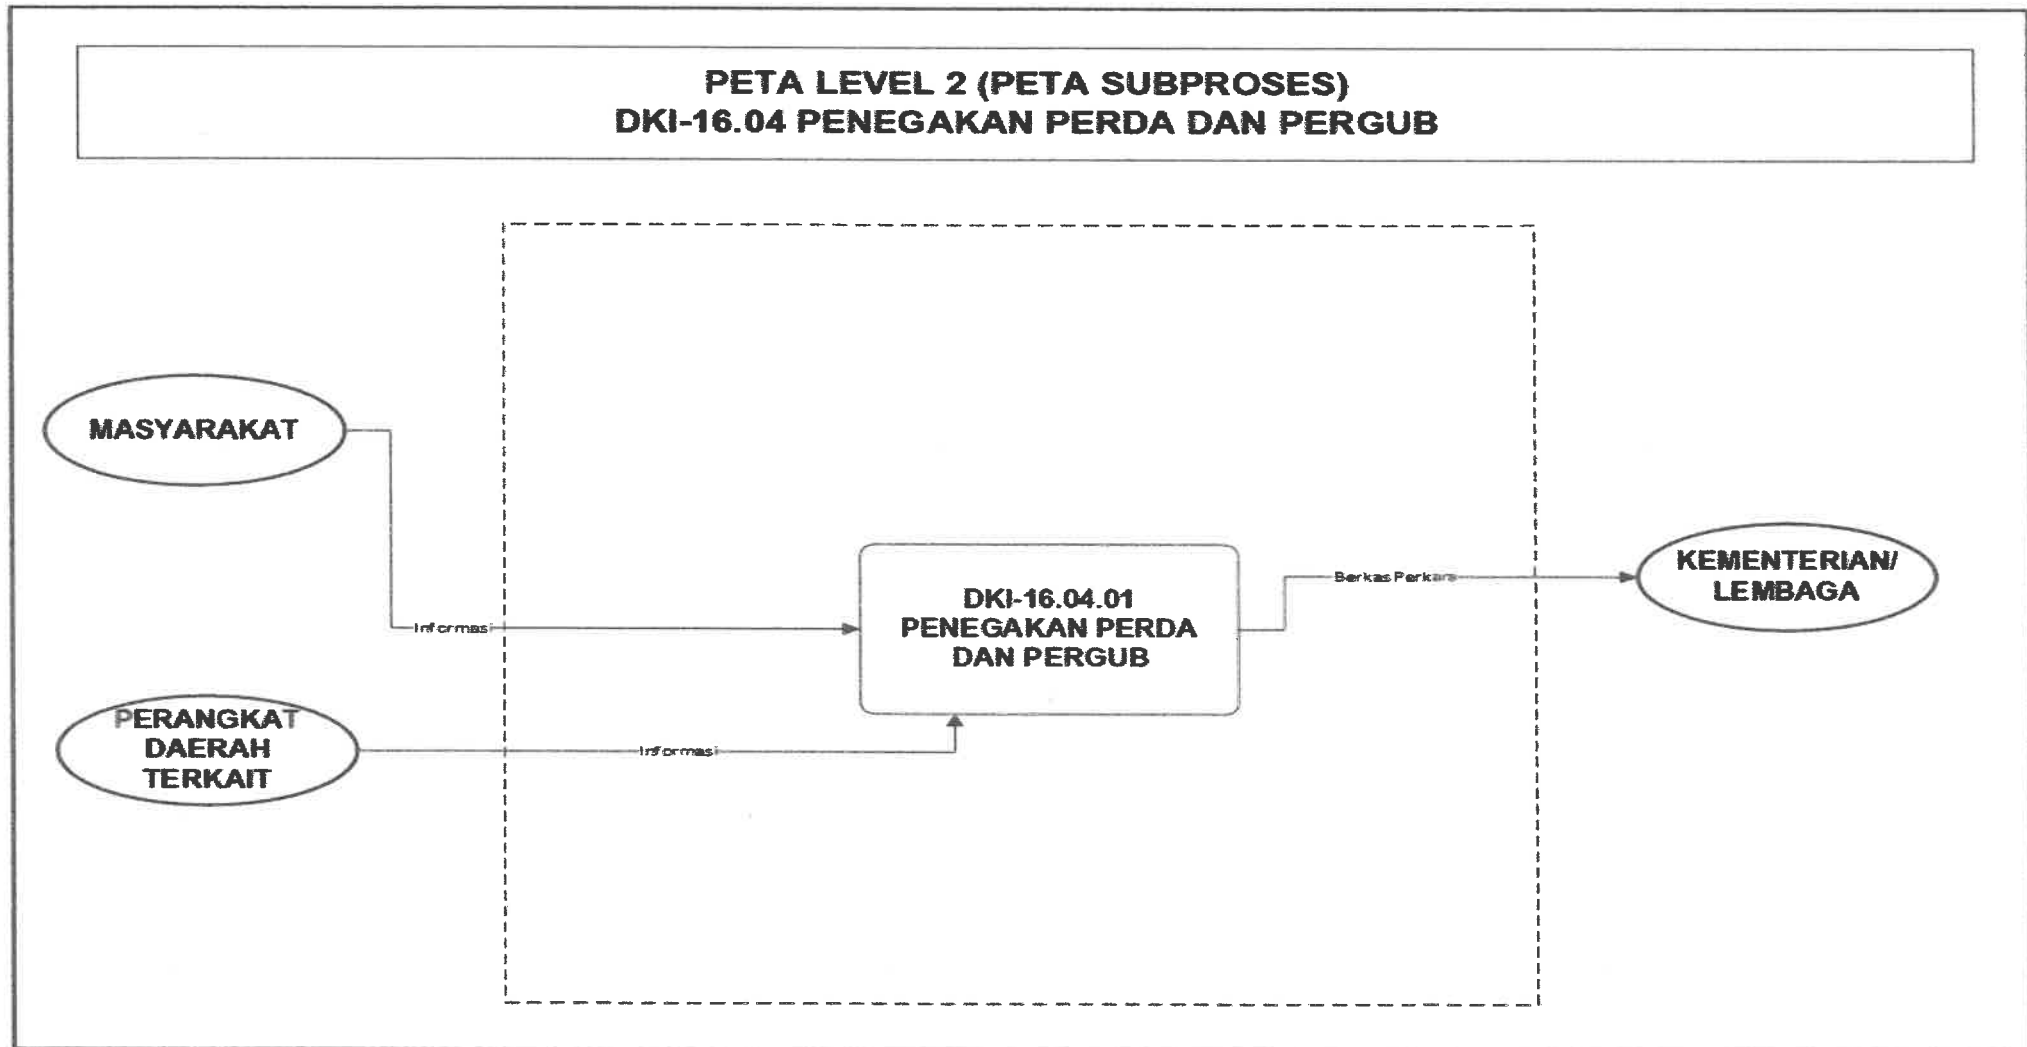 PETA LEVEL 2 (PETA SUBPROSES)
DKI-16.04 PENEGAKAN PERDA DAN PERGUB
MASYARAKAT
Informasi
PERANGKAT
DAERAH
TERKAIT
Informasi
DKI-16.04.01
PENEGAKAN PERDA
DAN PERGUB
Berkas Perkara
KEMENTERIAN/
LEMBAGA